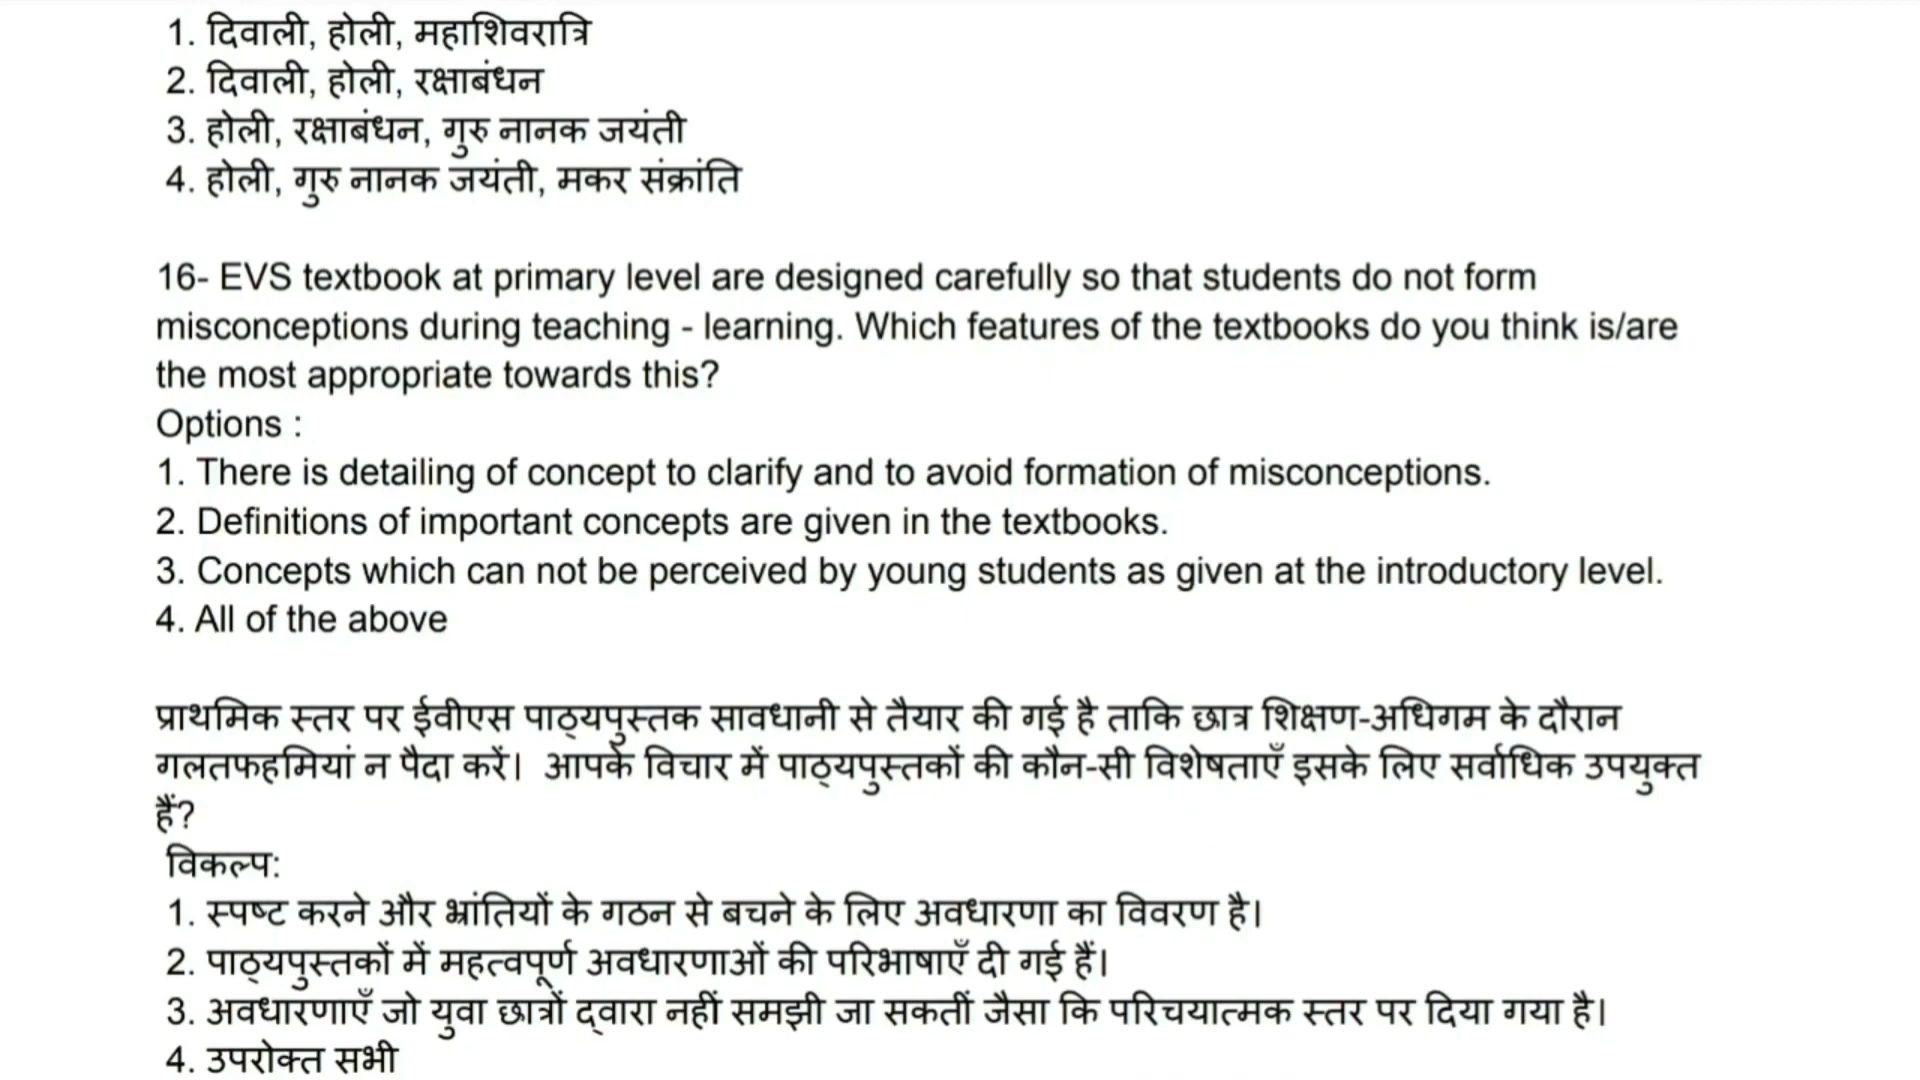 1. दिवाली, होली, महाशिवरात्रि
2. दिवाली, होली, रक्षाबंधन
3. होली, रक्षाबंधन, गुरु नानक जयंती
4. होली, गुरु नानक जयंती, मकर संक्रांति
16- EVS textbook at primary level are designed carefully so that students do not form
misconceptions during teaching - learning. Which features of the textbooks do you think is/are
the most appropriate towards this?
Options :
1. There is detailing of concept to clarify and to avoid formation of misconceptions.
2. Definitions of important concepts are given in the textbooks.
3. Concepts which can not be perceived by young students as given at the introductory level.
4. All of the above
प्राथमिक स्तर पर ईवीएस पाठ्यपुस्तक सावधानी से तैयार की गई है ताकि छात्र शिक्षण-अधिगम के दौरान
गलतफहमियां न पैदा करें। आपके विचार में पाठ्यपुस्तकों की कौन-सी विशेषताएँ इसके लिए सर्वाधिक उपयुक्त
हैं?
विकल्प:
1. स्पष्ट करने और भ्रांतियों के गठन से बचने के लिए अवधारणा का विवरण है।
2. पाठ्यपुस्तकों में महत्वपूर्ण अवधारणाओं की परिभाषाएँ दी गई हैं।
3. अवधारणाएँ जो युवा छात्रों द्वारा नहीं समझी जा सकतीं जैसा कि परिचयात्मक स्तर पर दिया गया है।
4. उपरोक्त सभी